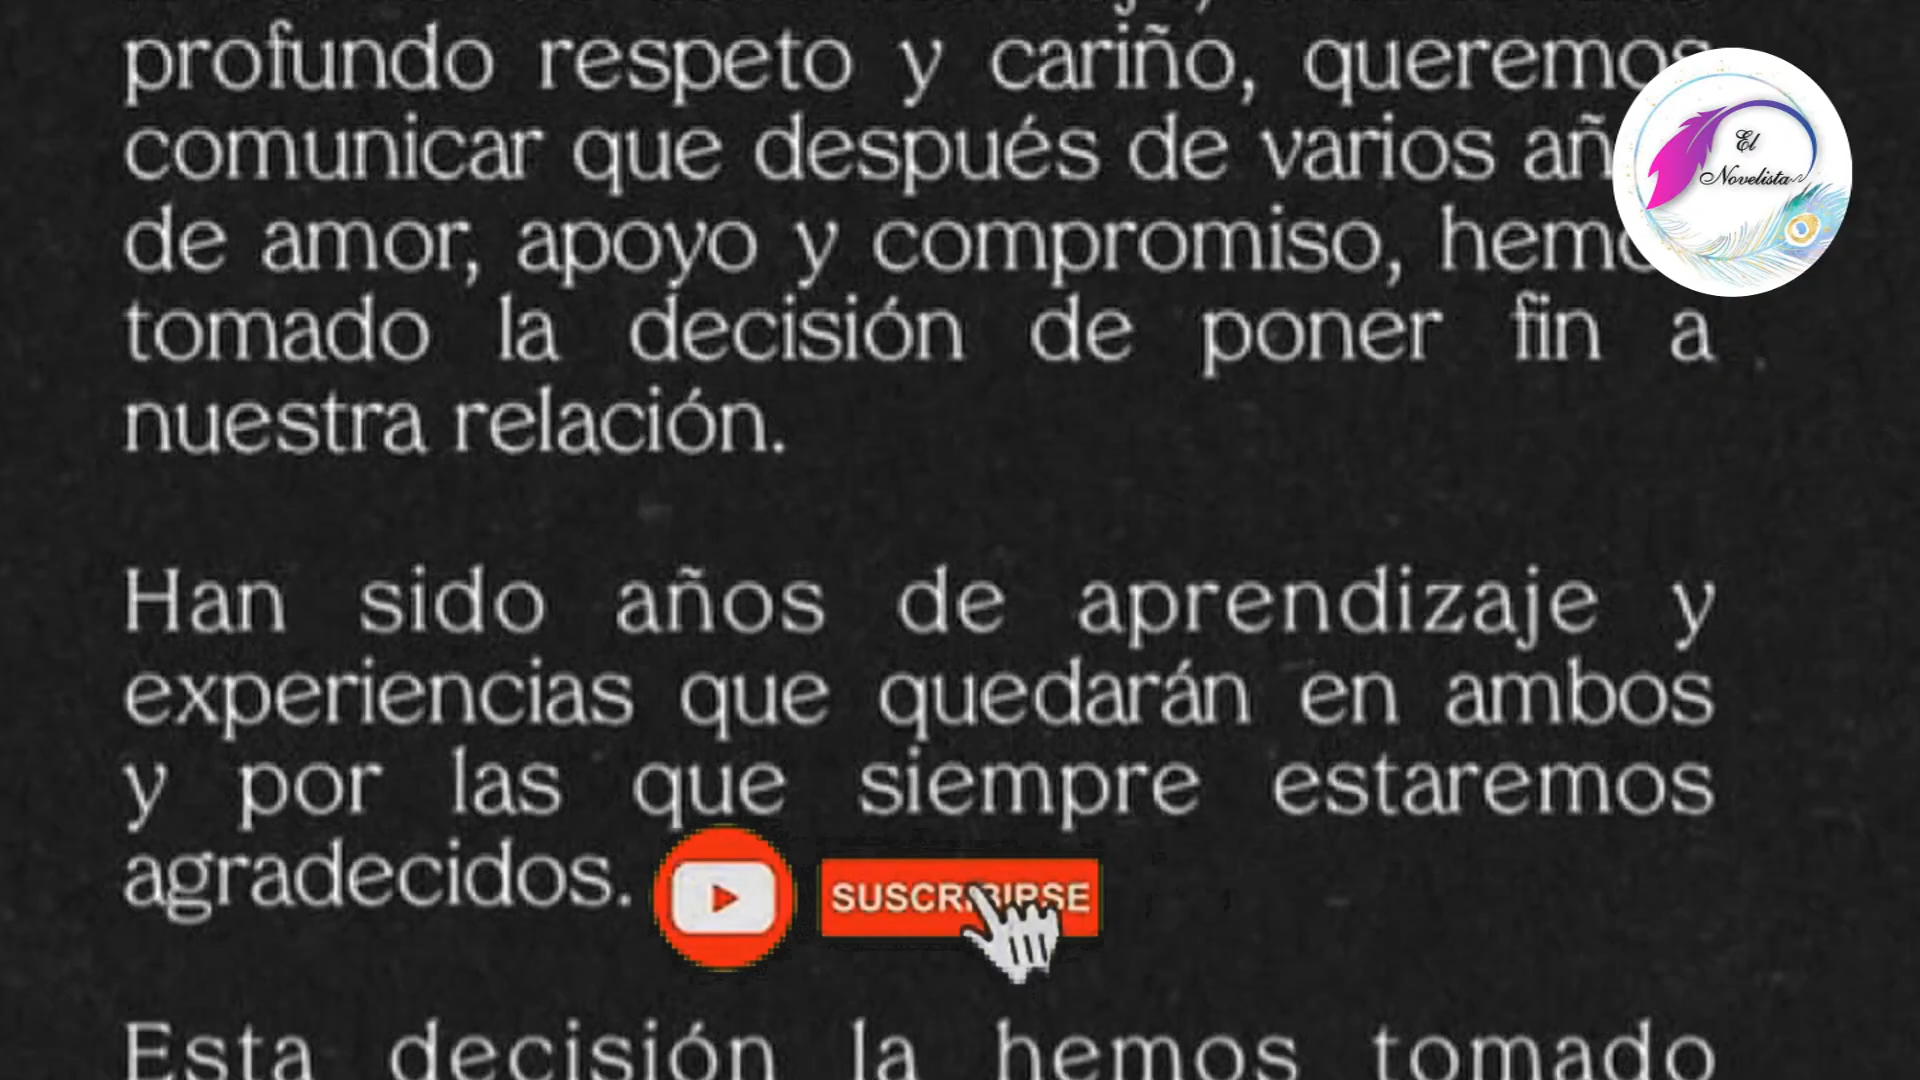 profundo respeto y cariño, queremos
comunicar que después de varios añ
de amor, apoyo y compromiso, hemo
tomado la decisión de poner fin a
nuestra relación.
Han sido años de aprendizaje y
experiencias que quedarán en ambos
y por las que siempre estaremos
agradecidos.
Esta decisión la hemos tomado
El
Novelista
SUSCRIBIRSE